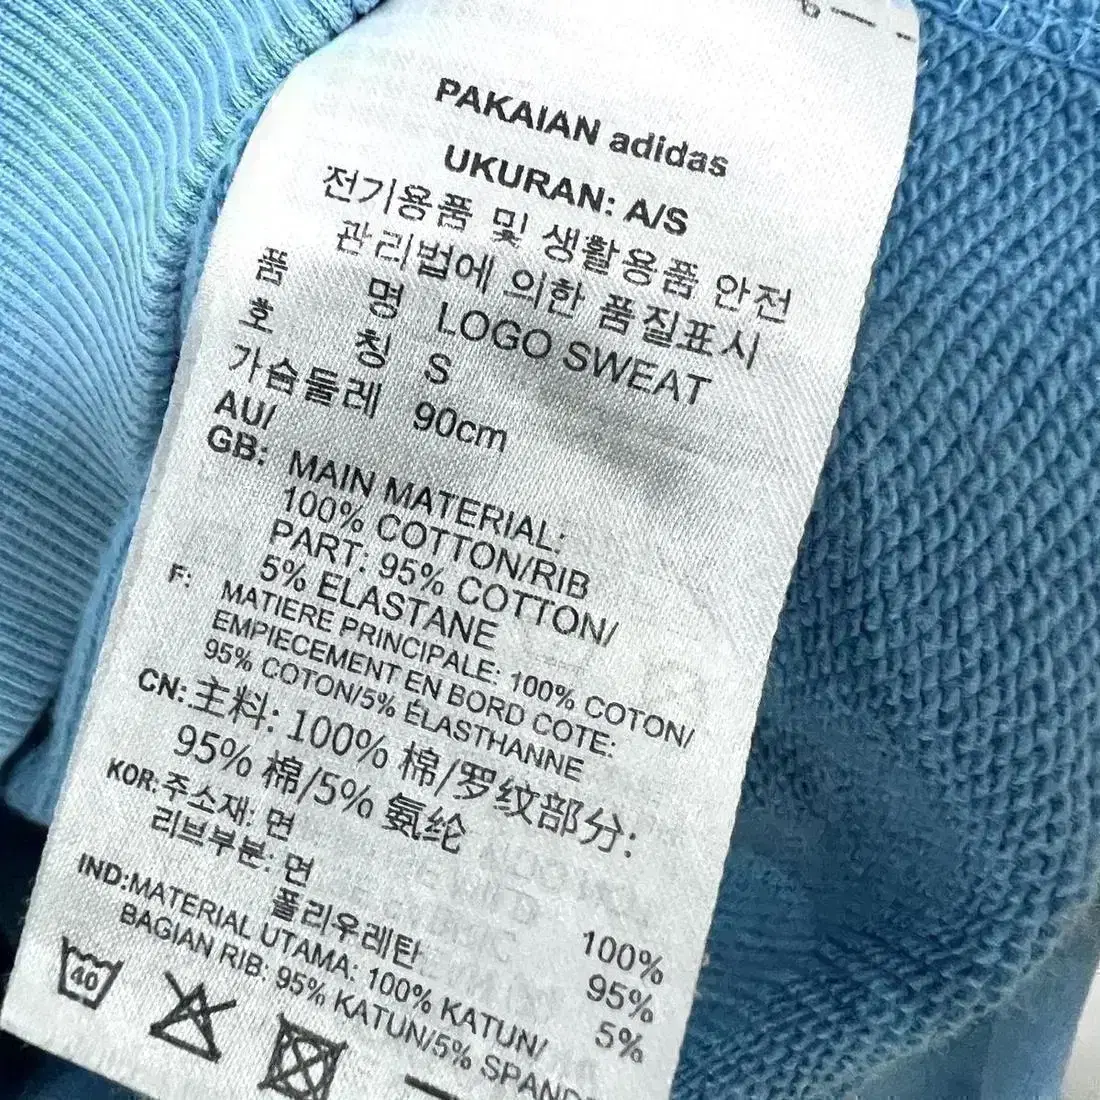 PAKAIAN adidas
UKURAN: A/S
전기용품 및 생활용품 안전
관리법에 의한 품질표시
품 명 LOGO SWEAT
호 칭 S
가슴둘레 90cm
AU/
GB: MAIN MATERIAL:
100% COTTON/RIB
PART: 95% COTTON/
5% ELASTANE
F: MATIERE PRINCIPALE: 100% COTON/
EMPIECEMENT EN BORD COTE:
95% COTON/5% ÉLASTHANNE
CN: 主料: 100% 棉/罗纹部分:
95% 棉/5% 氨纶
KOR: 주소재: 면 100%
리브부분: 면 95%
폴리우레탄 5%
IND: MATERIAL UTAMA: 100% KATUN/
BAGIAN RIB: 95% KATUN/5%
40